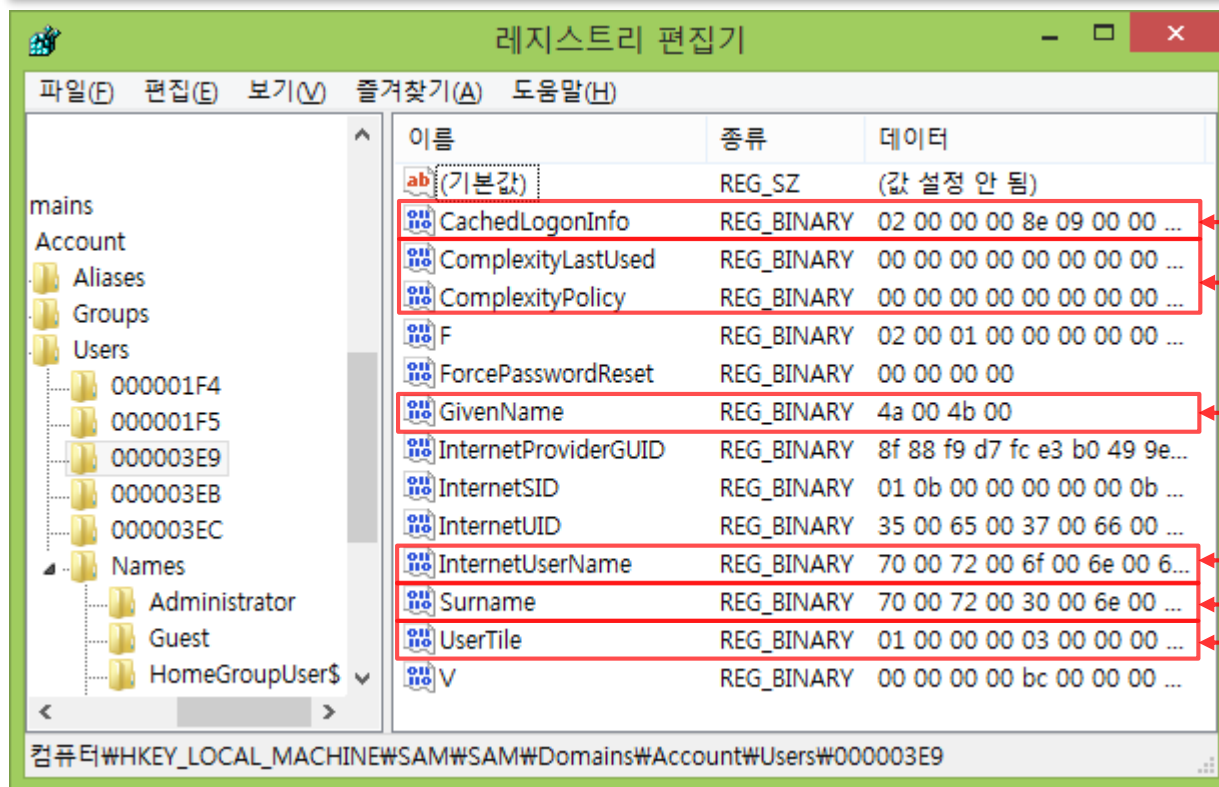 레지스트리 편집기
파일(F) 편집(E) 보기(V) 즐겨찾기(A) 도움말(H)
mains
Account
Aliases
Groups
Users
000001F4
000001F5
000003E9
000003EB
000003EC
Names
Administrator
Guest
HomeGroupUser$
이름 종류 데이터
(기본값) REG_SZ (값 설정 안 됨)
CachedLogonInfo REG_BINARY 02 00 00 00 8e 09 00 00 ...
ComplexityLastUsed REG_BINARY 00 00 00 00 00 00 00 00 ...
ComplexityPolicy REG_BINARY 00 00 00 00 00 00 00 00 ...
F REG_BINARY 02 00 01 00 00 00 00 00 ...
ForcePasswordReset REG_BINARY 00 00 00 00
GivenName REG_BINARY 4a 00 4b 00
InternetProviderGUID REG_BINARY 8f 88 f9 d7 fc e3 b0 49 9e...
InternetSID REG_BINARY 01 0b 00 00 00 00 00 0b ...
InternetUID REG_BINARY 35 00 65 00 37 00 66 00 ...
InternetUserName REG_BINARY 70 00 72 00 6f 00 6e 00 6...
Surname REG_BINARY 70 00 72 00 30 00 6e 00 ...
UserTile REG_BINARY 01 00 00 00 03 00 00 00 ...
V REG_BINARY 00 00 00 00 bc 00 00 00 ...
컴퓨터₩HKEY_LOCAL_MACHINE₩SAM₩SAM₩Domains₩Account₩Users₩000003E9